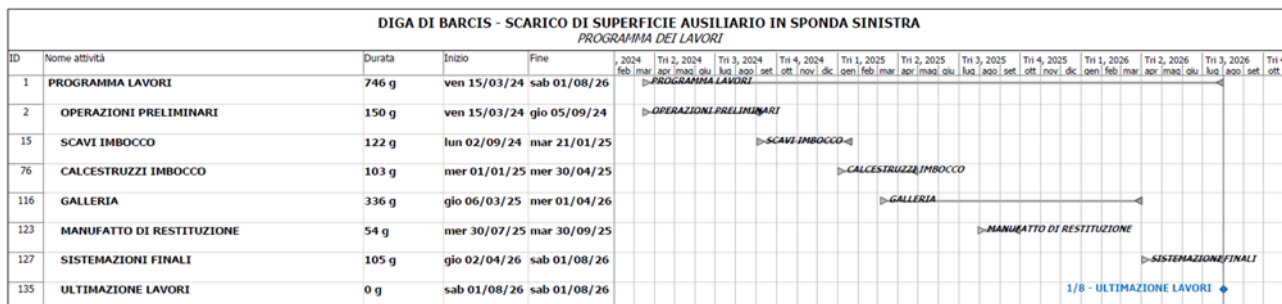 DIGA DI BARCIS - SCARICO DI SUPERFICIE AUSILIARIO IN SPONDA SINISTRA
PROGRAMMA DEI LAVORI
ID Nome attività Durata Inizio Fine , 2024 Tri 2, 2024 Tri 3, 2024 Tri 4, 2024 Tri 1, 2025 Tri 2, 2025 Tri 3, 2025 Tri 4, 2025 Tri 1, 2026 Tri 2, 2026 Tri 3, 2026 Tri 4
feb mar apr mag giu lug ago set ott nov dic gen feb mar apr mag giu lug ago set ott nov dic gen feb mar apr mag giu lug ago set ott
1 PROGRAMMA LAVORI 746 g ven 15/03/24 sab 01/08/26 PROGRAMMA LAVORI
2 OPERAZIONI PRELIMINARI 150 g ven 15/03/24 gio 05/09/24 OPERAZIONI PRELIMINARI
15 SCAVI IMBOCCO 122 g lun 02/09/24 mar 21/01/25 SCAVI IMBOCCO
76 CALCESTRUZZI IMBOCCO 103 g mer 01/01/25 mer 30/04/25 CALCESTRUZZI IMBOCCO
116 GALLERIA 336 g gio 06/03/25 mer 01/04/26 GALLERIA
123 MANUFATTO DI RESTITUZIONE 54 g mer 30/07/25 mar 30/09/25 MANUFATTO DI RESTITUZIONE
127 SISTEMAZIONI FINALI 105 g gio 02/04/26 sab 01/08/26 SISTEMAZIONI FINALI
135 ULTIMAZIONE LAVORI 0 g sab 01/08/26 sab 01/08/26 1/8 - ULTIMAZIONE LAVORI